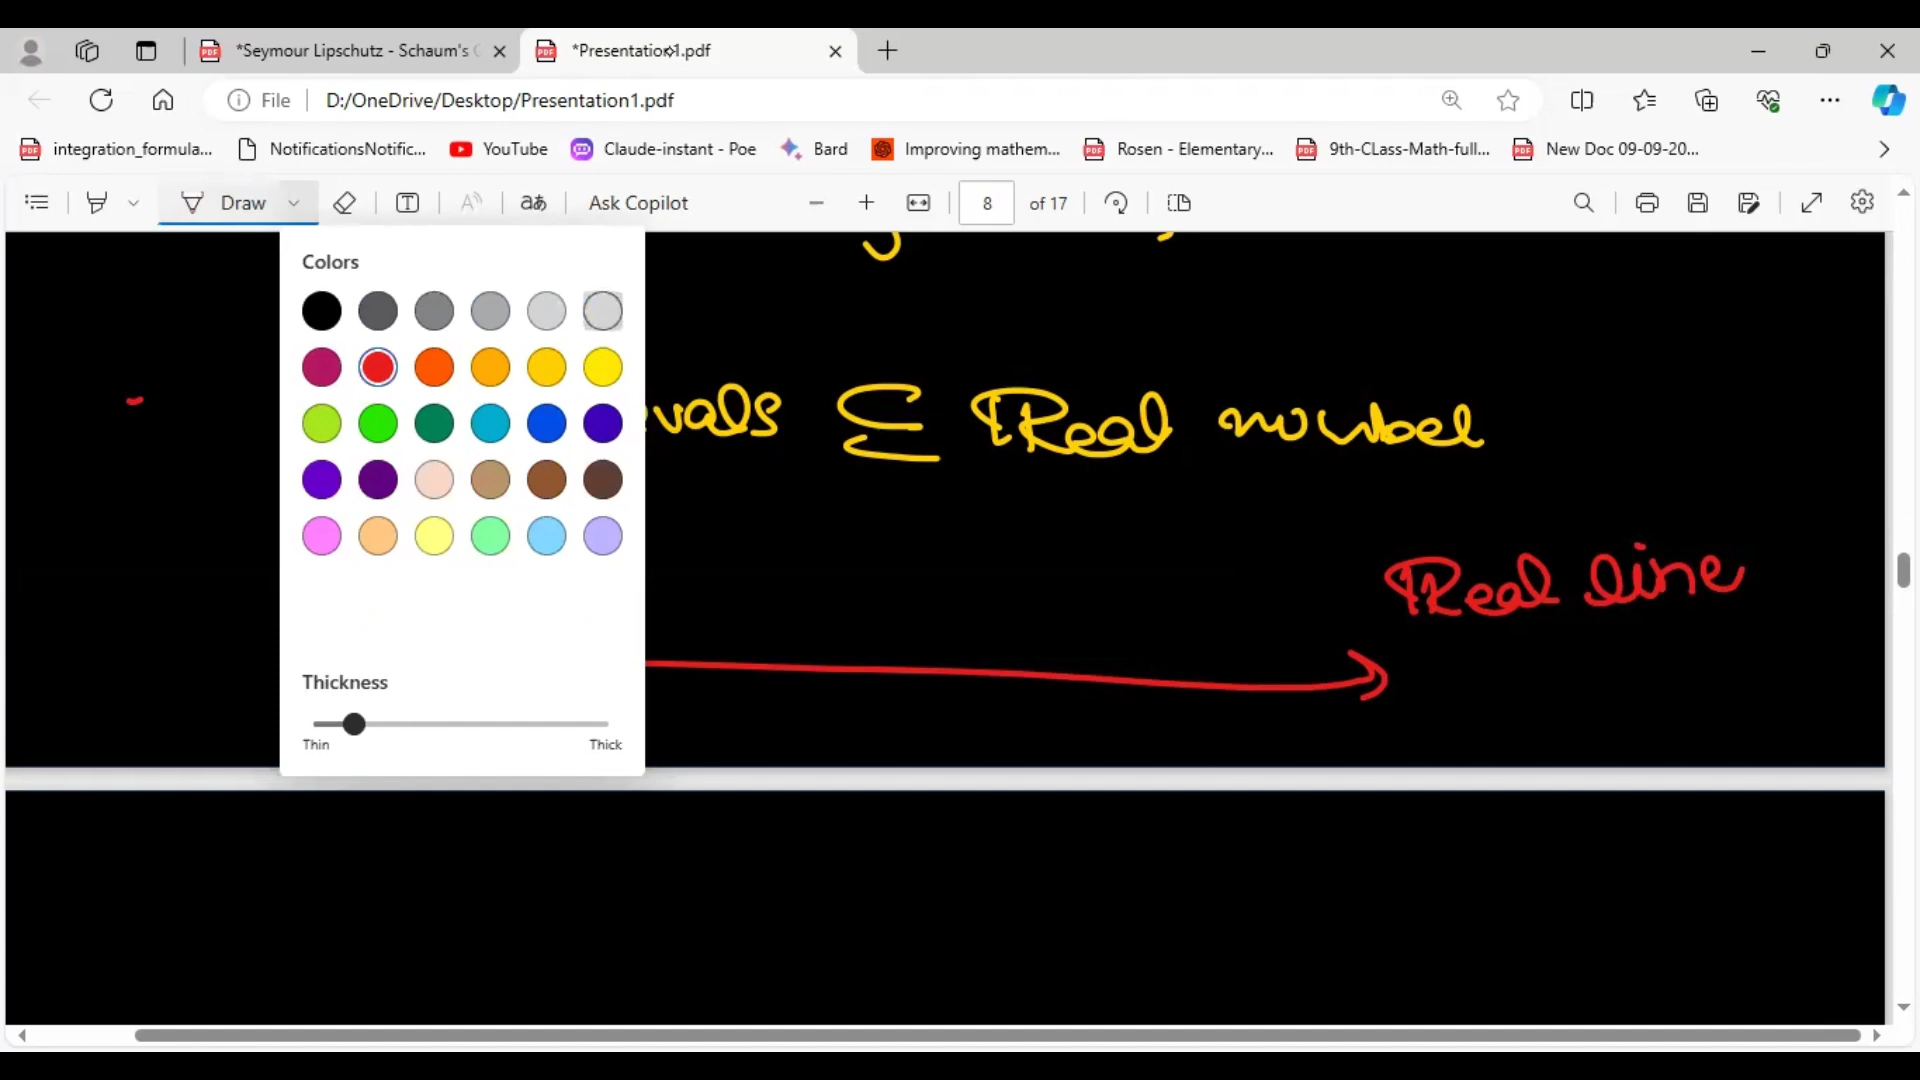 *Seymour Lipschutz - Schaum's
*Presentation1.pdf
File
D:/OneDrive/Desktop/Presentation1.pdf
integration_formula...
NotificationsNotific...
YouTube
Claude-instant - Poe
Bard
Improving mathem...
Rosen - Elementary...
9th-CLass-Math-full...
New Doc 09-09-20...
Draw
Ask Copilot
8 of 17
Colors
vals ⊆ Real number
Real line
Thickness
Thin
Thick